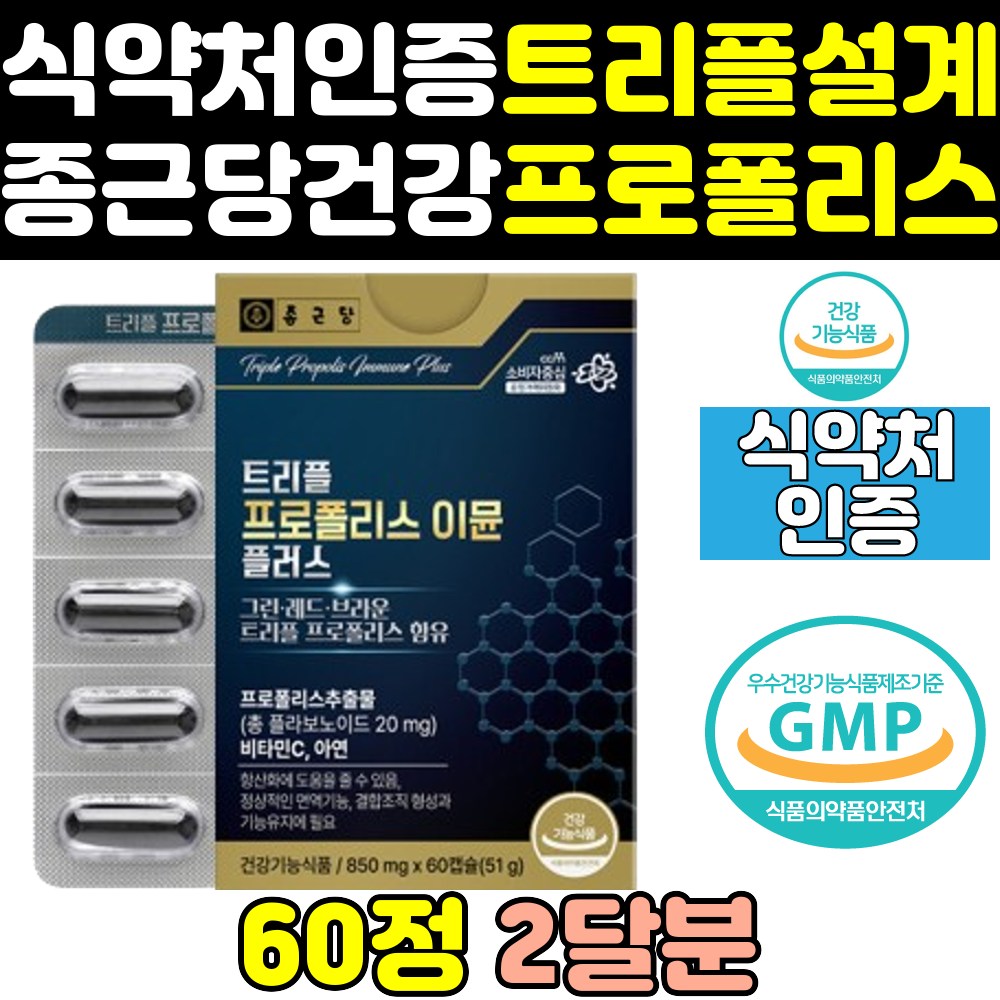 식약처인증트리플설계
종근당건강프로폴리스
트리플 프로폴
종근당
Triple Propolis Immune Plus
ccm
소비자중심
건강
기능식품
식품의약품안전처
식약처
인증
트리플
프로폴리스 이뮨
플러스
그린·레드·브라운
트리플 프로폴리스 함유
프로폴리스추출물
(총 플라보노이드 20 mg)
비타민C, 아연
항산화에 도움을 줄 수 있음,
정상적인 면역기능, 결합조직 형성과
기능유지에 필요
건강기능식품 / 850 mg x 60캡슐(51 g)
건강
기능식품
식품의약품안전처
우수건강기능식품제조기준
GMP
식품의약품안전처
60정 2달분